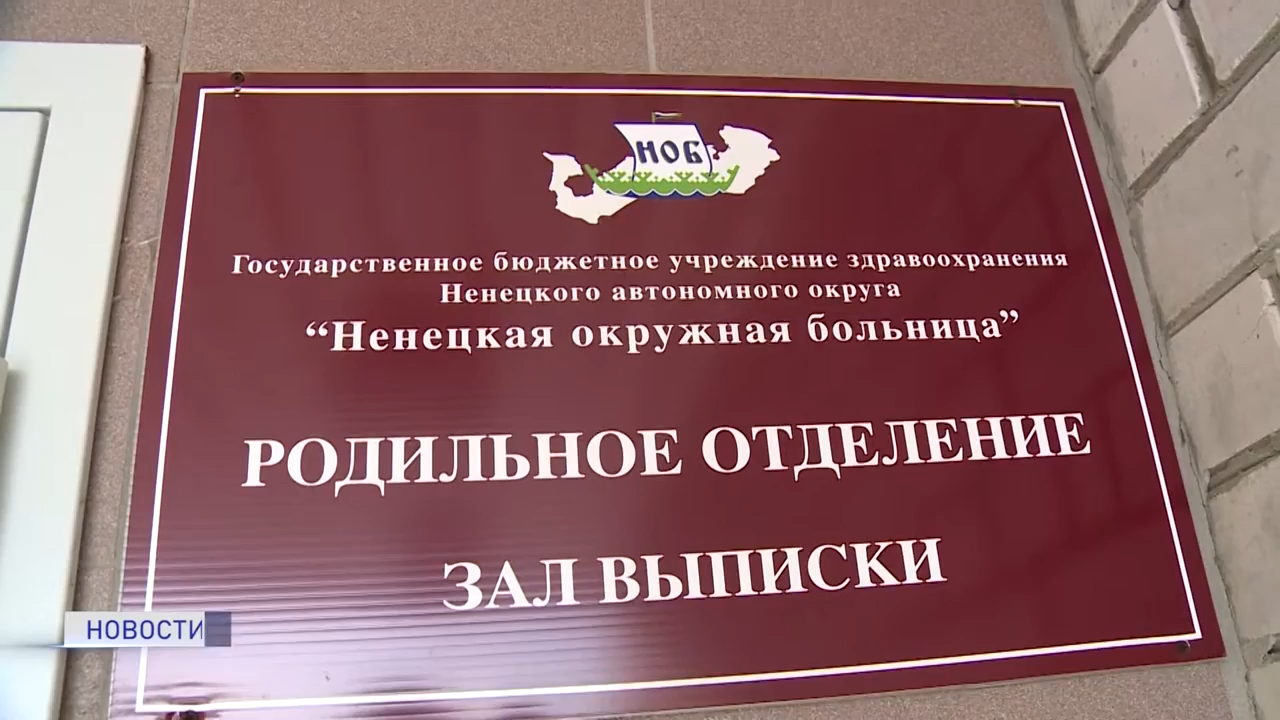 НОБ
Государственное бюджетное учреждение здравоохранения
Ненецкого автономного округа
“Ненецкая окружная больница”
РОДИЛЬНОЕ ОТДЕЛЕНИЕ
ЗАЛ ВЫПИСКИ
НОВОСТИ